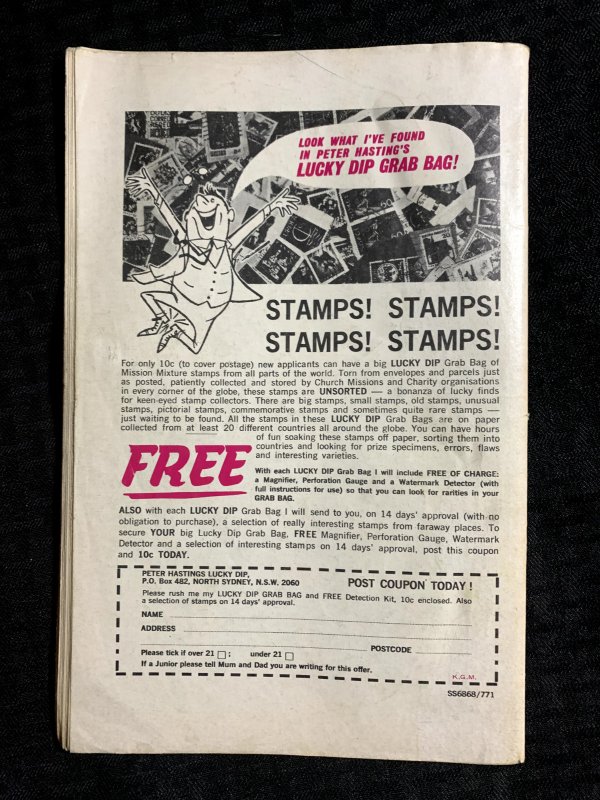 LOOK WHAT I'VE FOUND
IN PETER HASTING'S
LUCKY DIP GRAB BAG!
STAMPS! STAMPS!
STAMPS! STAMPS!
For only 10c (to cover postage) new applicants can have a big LUCKY DIP Grab Bag of
Mission Mixture stamps from all parts of the world. Torn from envelopes and parcels just
as posted, patiently collected and stored by Church Missions and Charity organisations
in every corner of the globe, these stamps are UNSORTED — a bonanza of lucky finds
for keen-eyed stamp collectors. There are big stamps, small stamps, old stamps, unusual
stamps, pictorial stamps, commemorative stamps and sometimes quite rare stamps —
just waiting to be found. All the stamps in these LUCKY DIP Grab Bags are on paper
collected from at least 20 different countries all around the globe. You can have hours
of fun soaking these stamps off paper, sorting them into
countries and looking for prize specimens, errors, flaws
and interesting varieties.
FREE
With each LUCKY DIP Grab Bag I will include FREE OF CHARGE:
a Magnifier, Perforation Gauge and a Watermark Detector (with
full instructions for use) so that you can look for rarities in your
GRAB BAG.
ALSO with each LUCKY DIP Grab Bag I will send to you, on 14 days' approval (with no
obligation to purchase), a selection of really interesting stamps from faraway places. To
secure YOUR big Lucky Dip Grab Bag, FREE Magnifier, Perforation Gauge, Watermark
Detector and a selection of interesting stamps on 14 days' approval, post this coupon
and 10c TODAY.
PETER HASTINGS LUCKY DIP,
P.O. Box 482, NORTH SYDNEY, N.S.W. 2060
POST COUPON TODAY !
Please rush me my LUCKY DIP GRAB BAG and FREE Detection Kit, 10c enclosed. Also
a selection of stamps on 14 days' approval.
NAME
ADDRESS
POSTCODE
Please tick if over 21 ; under 21
If a Junior please tell Mum and Dad you are writing for this offer.
K.G.M.
SS6868/771